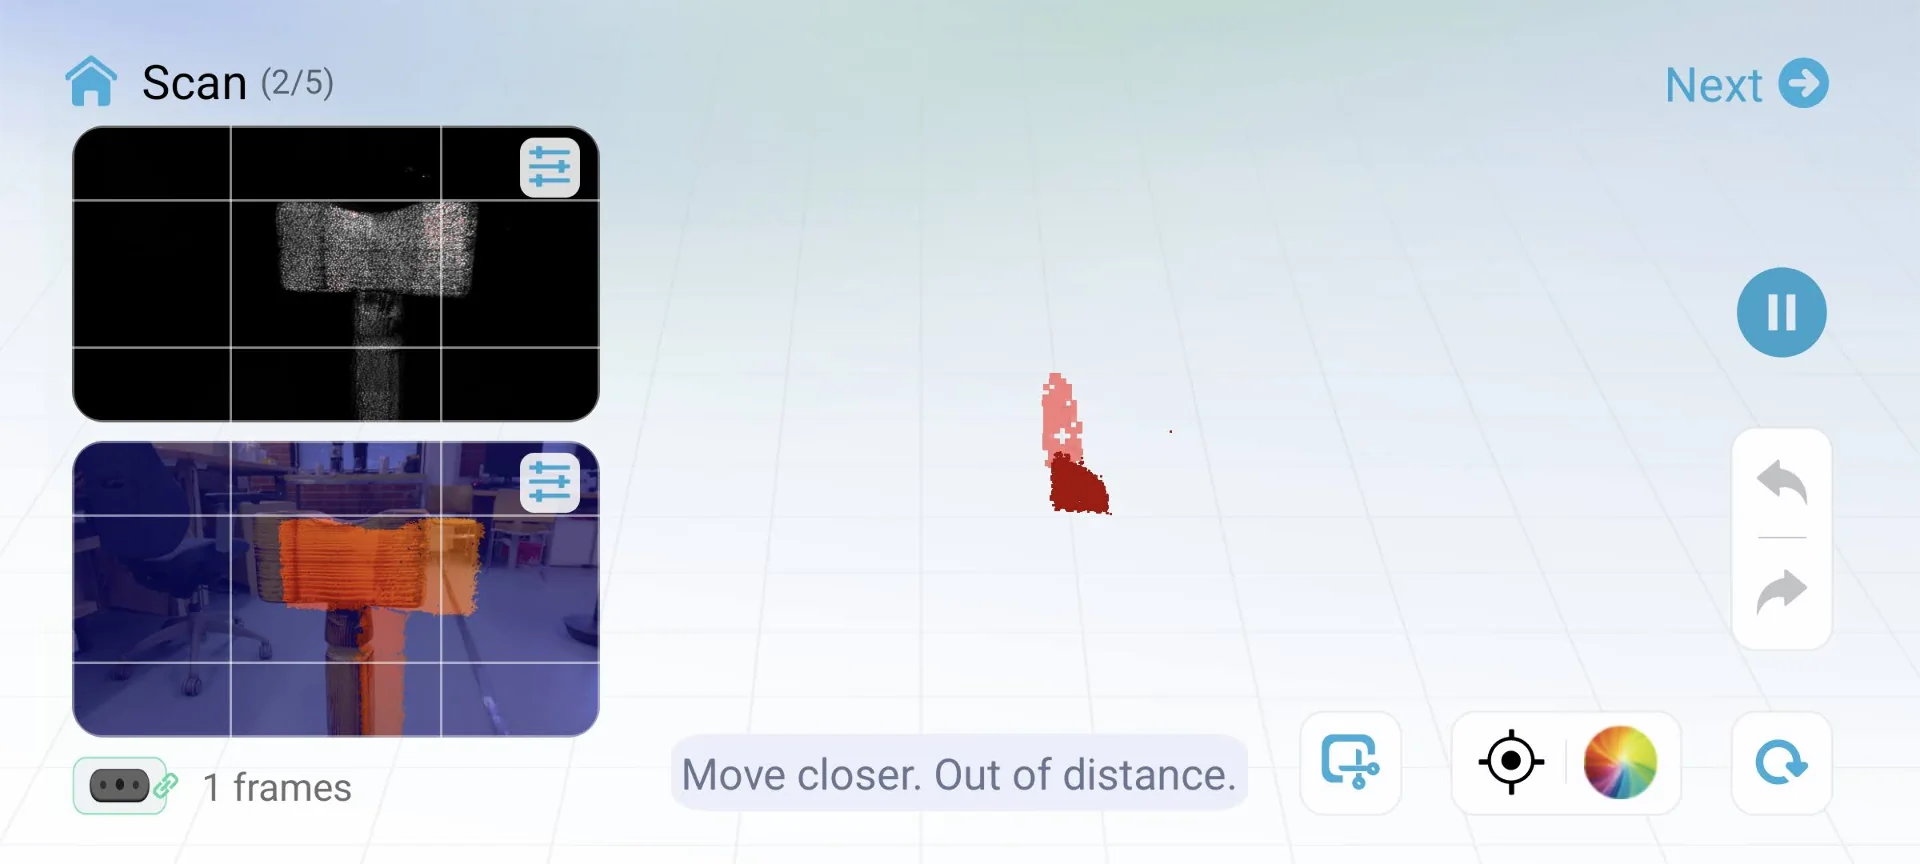 Scan (2/5)
Next
1 frames
Move closer. Out of distance.